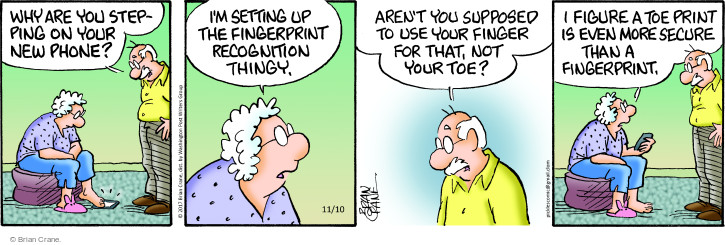 WHY ARE YOU STEP-
PING ON YOUR
NEW PHONE?
I'M SETTING UP
THE FINGERPRINT
RECOGNITION
THINGY.
© 2017 Brian Crane, dist. by Washington Post Writers Group
11/10
AREN'T YOU SUPPOSED
TO USE YOUR FINGER
FOR THAT, NOT
YOUR TOE?
BRIAN
CRANE
I FIGURE A TOE PRINT
IS EVEN MORE SECURE
THAN A
FINGERPRINT.
© Brian Crane.